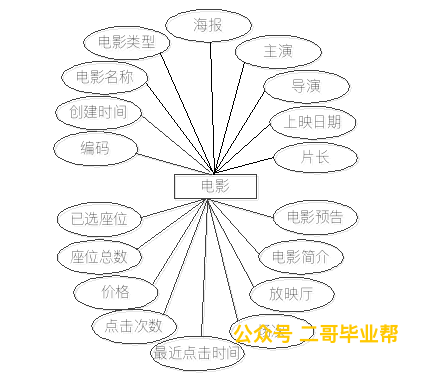 海报
电影类型
主演
电影名称
导演
创建时间
上映日期
编码
片长
电影
已选座位
电影预告
座位总数
电影简介
价格
放映厅
点击次数
公众号 二哥毕业帮
最近点击时间